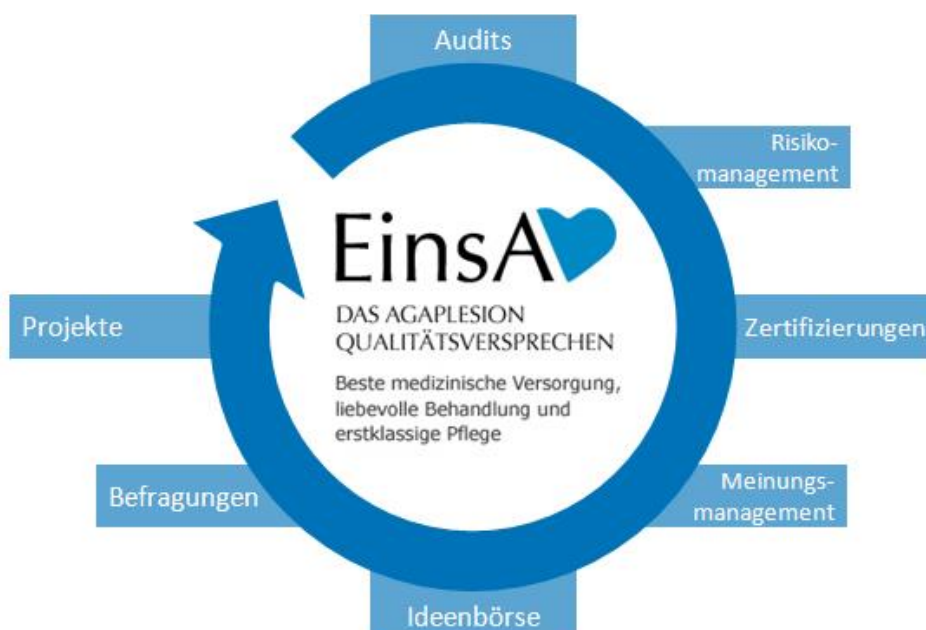 Audits
Risiko-
management
Zertifizierungen
Meinungs-
management
Ideenbörse
Befragungen
Projekte
EinsA
DAS AGAPLESION
QUALITÄTSVERSPRECHEN
Beste medizinische Versorgung,
liebevolle Behandlung und
erstklassige Pflege